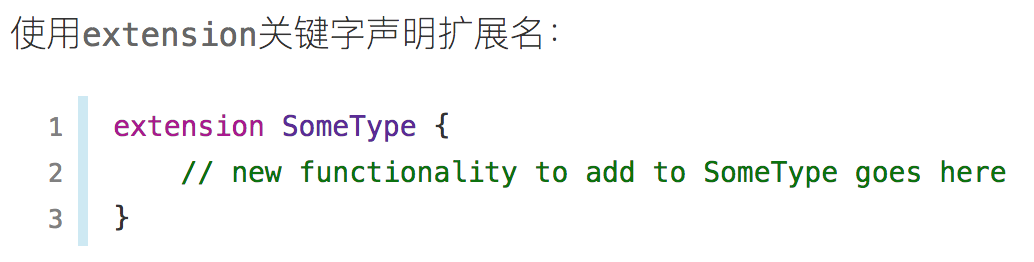 使用extension关键字声明扩展名：
1 extension SomeType {
2     // new functionality to add to SomeType goes here
3 }